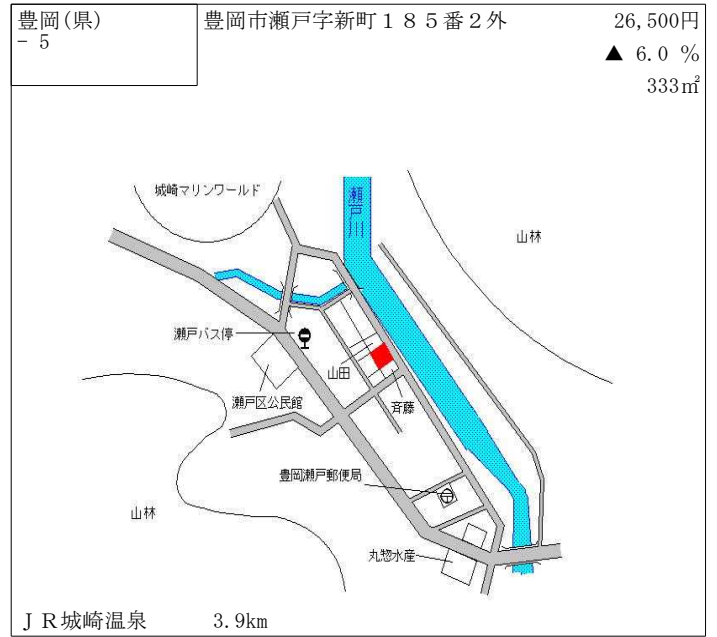 豊岡(県)
- 5
豊岡市瀬戸字新町１８５番２外
26,500円
▲ 6.0 %
333㎡
城崎マリンワールド
瀬戸川
山林
瀬戸バス停
山田
瀬戸区公民館
斉藤
豊岡瀬戸郵便局
山林
丸惣水産
ＪＲ城崎温泉 3.9km